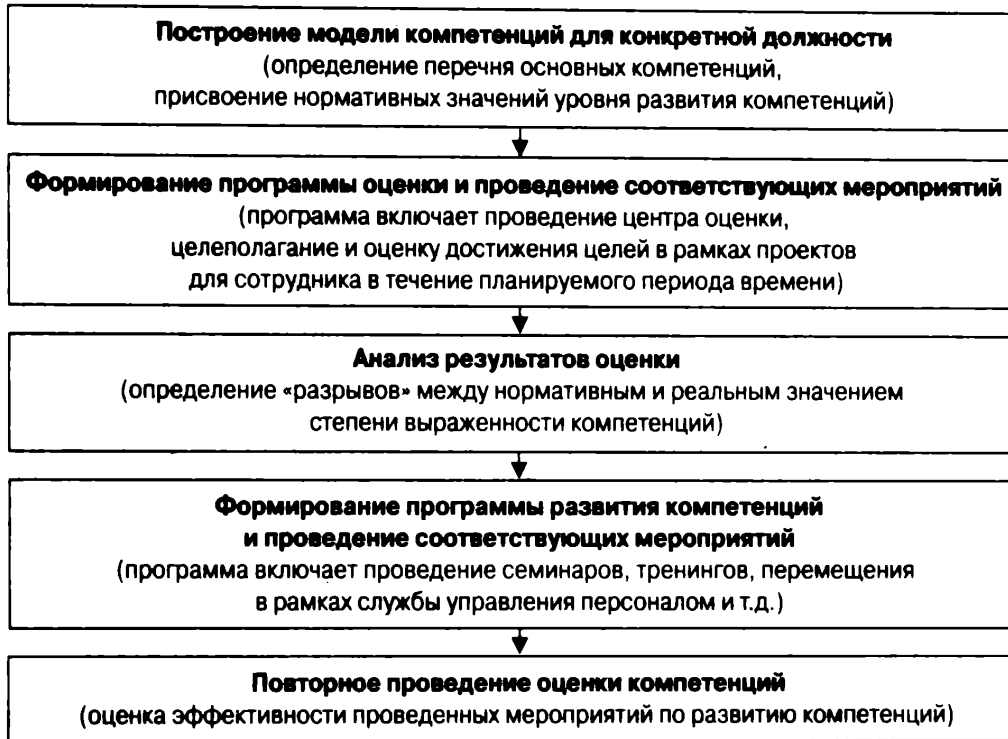 Построение модели компетенций для конкретной должности
(определение перечня основных компетенций,
присвоение нормативных значений уровня развития компетенций)
Формирование программы оценки и проведение соответствующих мероприятий
(программа включает проведение центра оценки,
целеполагание и оценку достижения целей в рамках проектов
для сотрудника в течение планируемого периода времени)
Анализ результатов оценки
(определение «разрывов» между нормативным и реальным значением
степени выраженности компетенций)
Формирование программы развития компетенций
и проведение соответствующих мероприятий
(программа включает проведение семинаров, тренингов, перемещения
в рамках службы управления персоналом и т.д.)
Повторное проведение оценки компетенций
(оценка эффективности проведенных мероприятий по развитию компетенций)